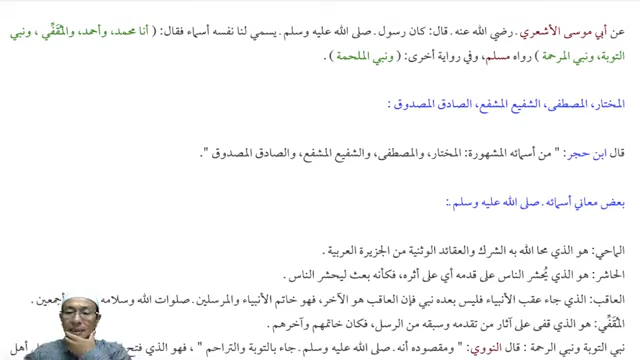 عن أبي موسى الأشعري . رضي الله عنه . قال: كان رسول . صلى الله عليه وسلم . يسمي لنا نفسه أسماء فقال: ( أنا محمد، وأحمد، والمُقَفِّي ، ونبي
التوبة، ونبي المرحمة ) رواه مسلم، وفي رواية أخرى: ( ونبي الملحمة ) .
المختار، المصطفى، الشفيع المشفع، الصادق المصدوق :
قال ابن حجر: " من أسمائه المشهورة: المختار، والمصطفى، والشفيع المشفع، والصادق المصدوق ".
بعض معاني أسمائه . صلى الله عليه وسلم .:
الماحي: هو الذي محا الله به الشرك والعقائد الوثنية من الجزيرة العربية .
الحاشر: هو الذي يُحشر الناس على قدمه أي على أثره، فكأنه بعث ليحشر الناس .
العاقب: الذي جاء عقب الأنبياء فليس بعده نبي فإن العاقب هو الآخر، فهو خاتم الأنبياء والمرسلين . صلوات الله وسلامه أجمعين .
المُقَفِّي: هو الذي قفى على آثار من تقدمه وسبقه من الرسل، فكان خاتمهم وآخرهم .
نبي التوبة ونبي الرحمة : قال النووي: " ومقصوده أنه . صلى الله عليه وسلم . جاء بالتوبة والتراحم " ، فهو الذي فتح أهل